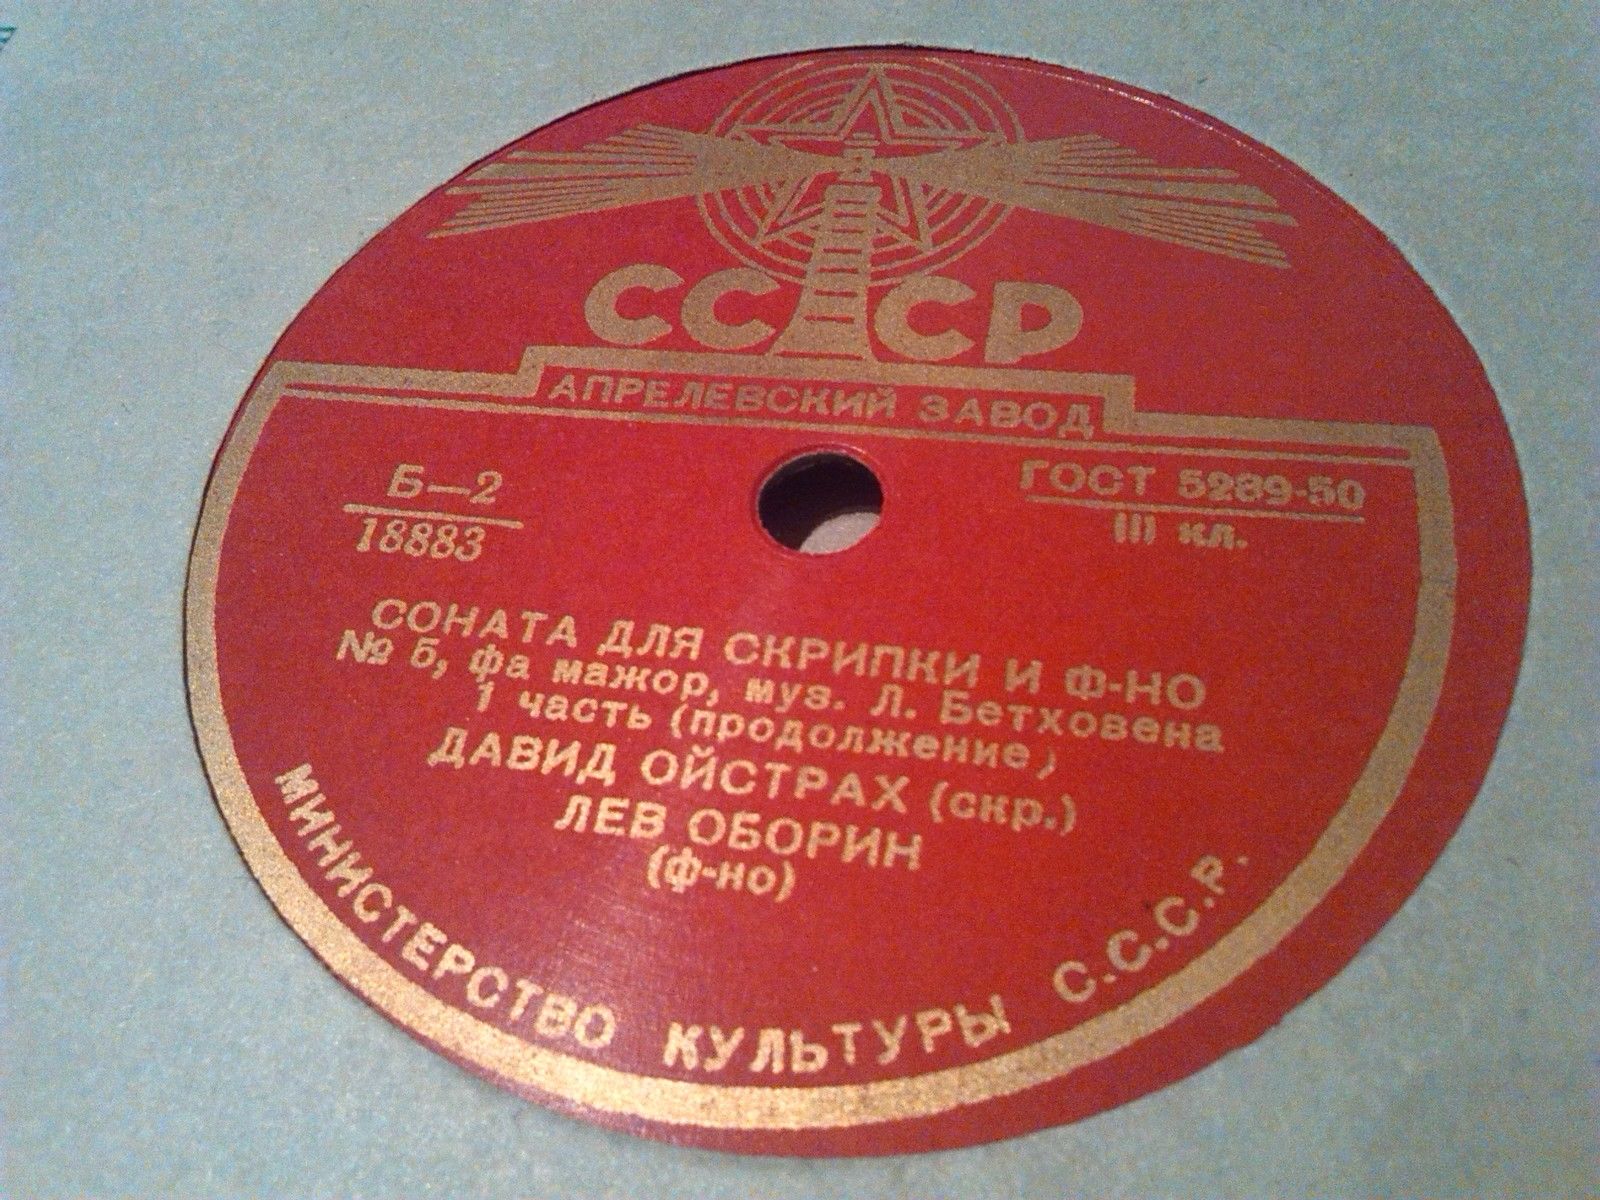 СССР
АПРЕЛЕВСКИЙ ЗАВОД
Б—2
18883
ГОСТ 5289-50
III кл.
СОНАТА ДЛЯ СКРИПКИ И Ф-НО
№ 5, фа мажор, муз. Л. Бетховена
1 часть (продолжение)
ДАВИД ОЙСТРАХ (скр.)
ЛЕВ ОБОРИН
(ф-но)
МИНИСТЕРСТВО КУЛЬТУРЫ С.С.С.Р.